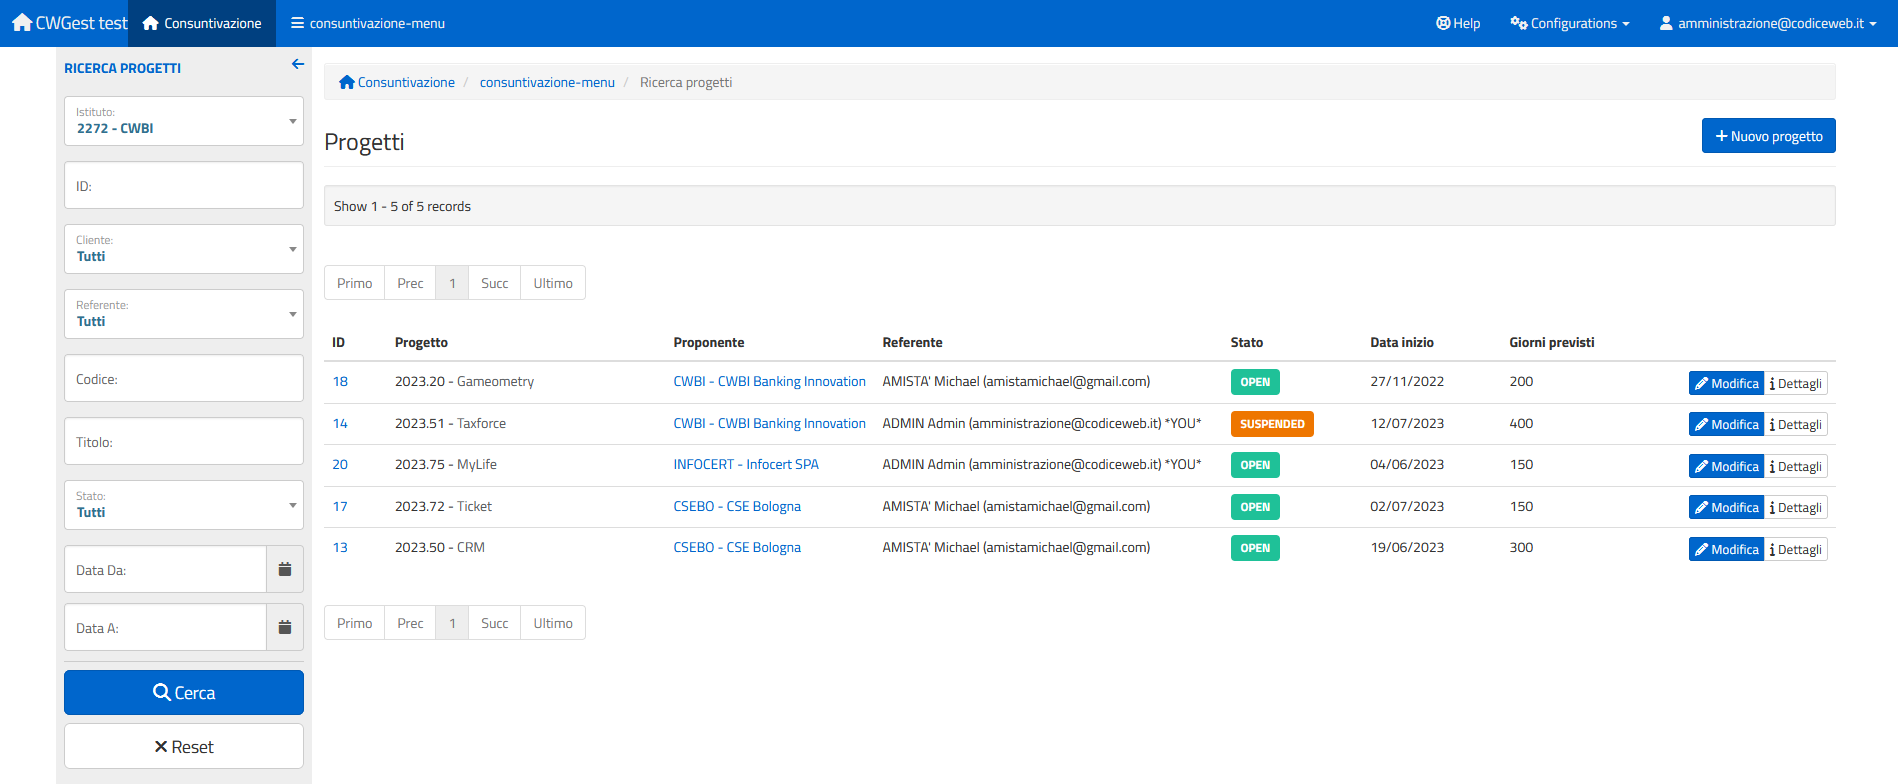 CWGest test Consuntivazione consuntivazione-menu Help Configurations amministrazione@codiceweb.it
RICERCA PROGETTI
Istituto:
2272 - CWBI
ID:
Cliente:
Tutti
Referente:
Tutti
Codice:
Titolo:
Stato:
Tutti
Data Da:
Data A:
Cerca
Reset
Consuntivazione / consuntivazione-menu / Ricerca progetti
Progetti
Nuovo progetto
Show 1 - 5 of 5 records
Primo Prec 1 Succ Ultimo
ID Progetto Proponente Referente Stato Data inizio Giorni previsti
18 2023.20 - Gameometry CWBI - CWBI Banking Innovation AMISTA' Michael (amistamichael@gmail.com) OPEN 27/11/2022 200 Modifica Dettagli
14 2023.51 - Taxforce CWBI - CWBI Banking Innovation ADMIN Admin (amministrazione@codiceweb.it) *YOU* SUSPENDED 12/07/2023 400 Modifica Dettagli
20 2023.75 - MyLife INFOCERT - Infocert SPA ADMIN Admin (amministrazione@codiceweb.it) *YOU* OPEN 04/06/2023 150 Modifica Dettagli
17 2023.72 - Ticket CSEBO - CSE Bologna AMISTA' Michael (amistamichael@gmail.com) OPEN 02/07/2023 150 Modifica Dettagli
13 2023.50 - CRM CSEBO - CSE Bologna AMISTA' Michael (amistamichael@gmail.com) OPEN 19/06/2023 300 Modifica Dettagli
Primo Prec 1 Succ Ultimo